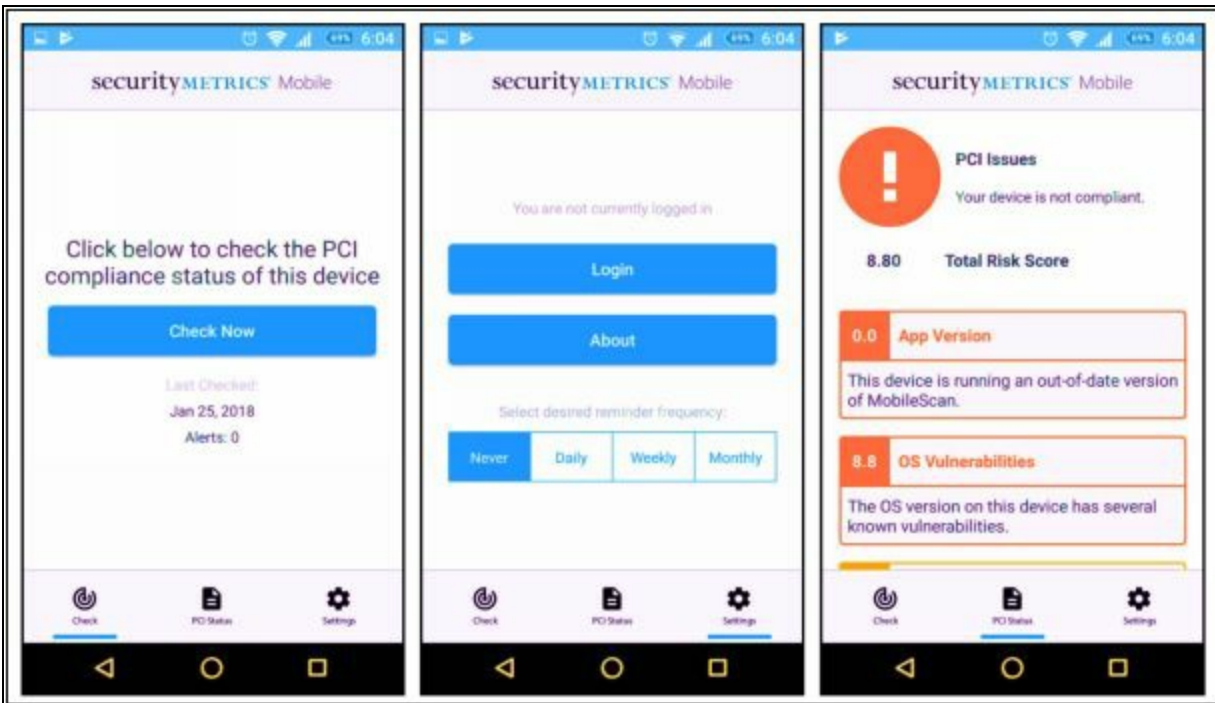 69% 6:04
securityMETRICS® Mobile
Click below to check the PCI
compliance status of this device
Check Now
Last Checked:
Jan 25, 2018
Alerts: 0
Check
PCI Status
Settings
69% 6:04
securityMETRICS® Mobile
You are not currently logged in
Login
About
Select desired reminder frequency:
Never Daily Weekly Monthly
Check
PCI Status
Settings
69% 6:04
securityMETRICS® Mobile
PCI Issues
Your device is not compliant.
8.80 Total Risk Score
0.0 App Version
This device is running an out-of-date version
of MobileScan.
8.8 OS Vulnerabilities
The OS version on this device has several
known vulnerabilities.
Check
PCI Status
Settings